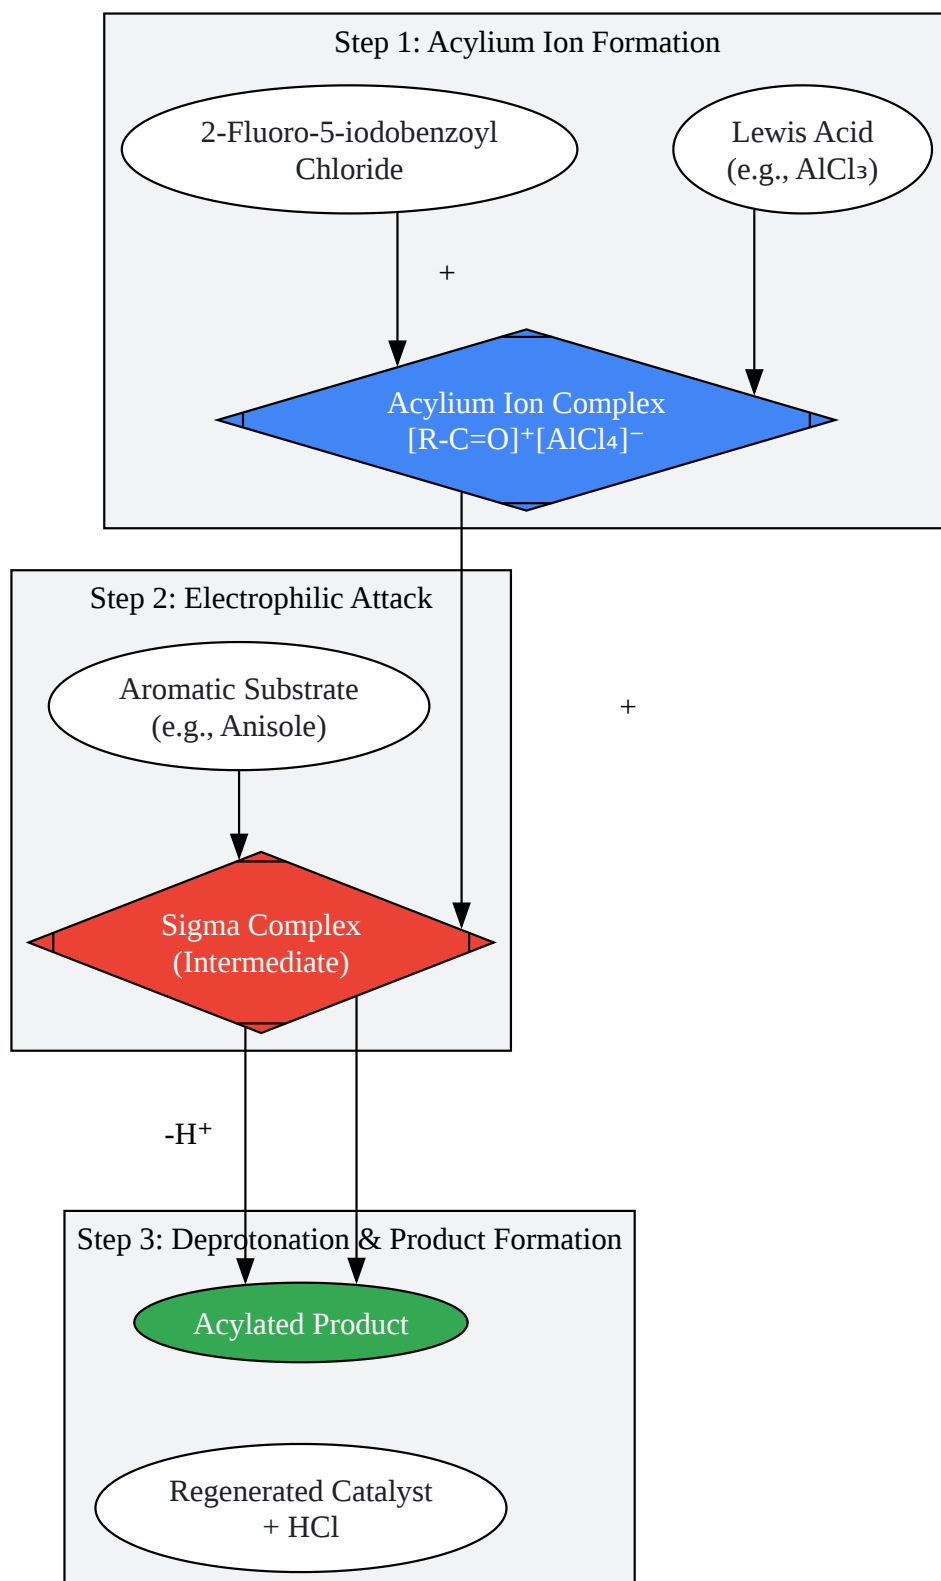 Step 1: Acylium Ion Formation
2-Fluoro-5-iodobenzoyl
Chloride
Lewis Acid
(e.g., AlCl₃)
+
Acylium Ion Complex
[R-C=O]⁺[AlCl₄]⁻
Step 2: Electrophilic Attack
Aromatic Substrate
(e.g., Anisole)
+
Sigma Complex
(Intermediate)
-H⁺
Step 3: Deprotonation & Product Formation
Acylated Product
Regenerated Catalyst
+ HCl